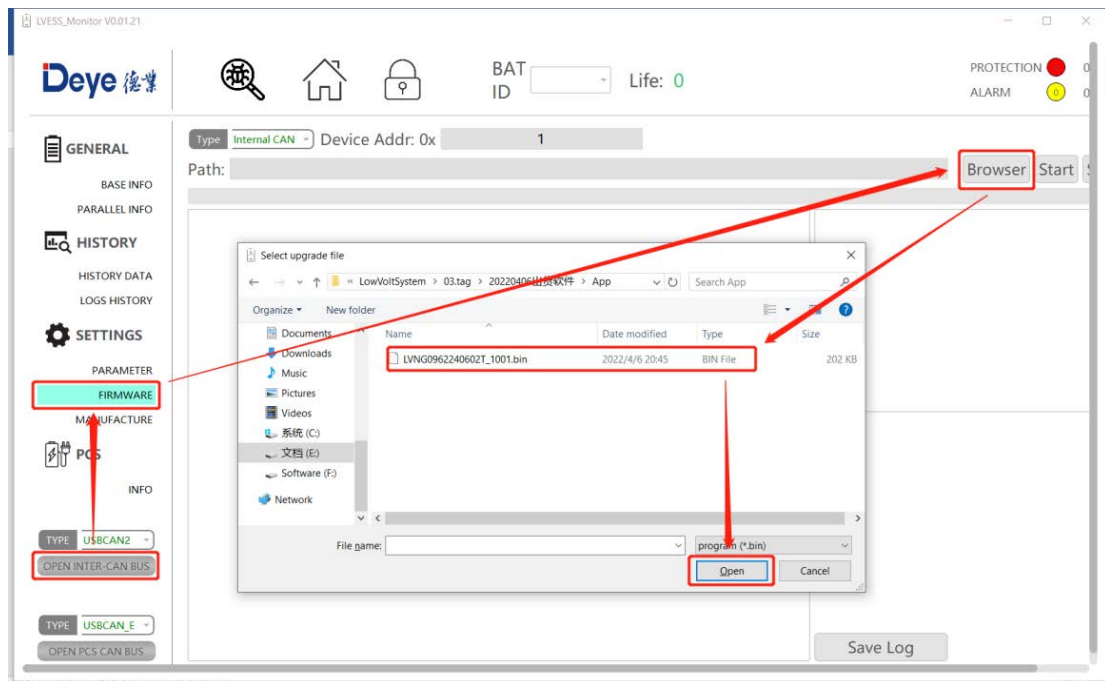 LVESS_Monitor V0.01.21
Deye 德业
BAT ID
Life: 0
PROTECTION
0
ALARM
0
0
GENERAL
BASE INFO
PARALLEL INFO
HISTORY
HISTORY DATA
LOGS HISTORY
SETTINGS
PARAMETER
FIRMWARE
MANUFACTURE
PCS
INFO
TYPE USBCAN2
OPEN INTER-CAN BUS
TYPE USBCAN_E
OPEN PCS CAN BUS
Type Internal CAN Device Addr: 0x 1
Path:
Browser Start
Select upgrade file
« LowVoltSystem > 03.tag > 20220406出货软件 > App
Search App
Organize
New folder
Documents
Downloads
Music
Pictures
Videos
系统 (C:)
文档 (E:)
Software (F:)
Network
Name Date modified Type Size
LVNG0962240602T_1001.bin 2022/4/6 20:45 BIN File 202 KB
File name:
program (*.bin)
Open Cancel
Save Log